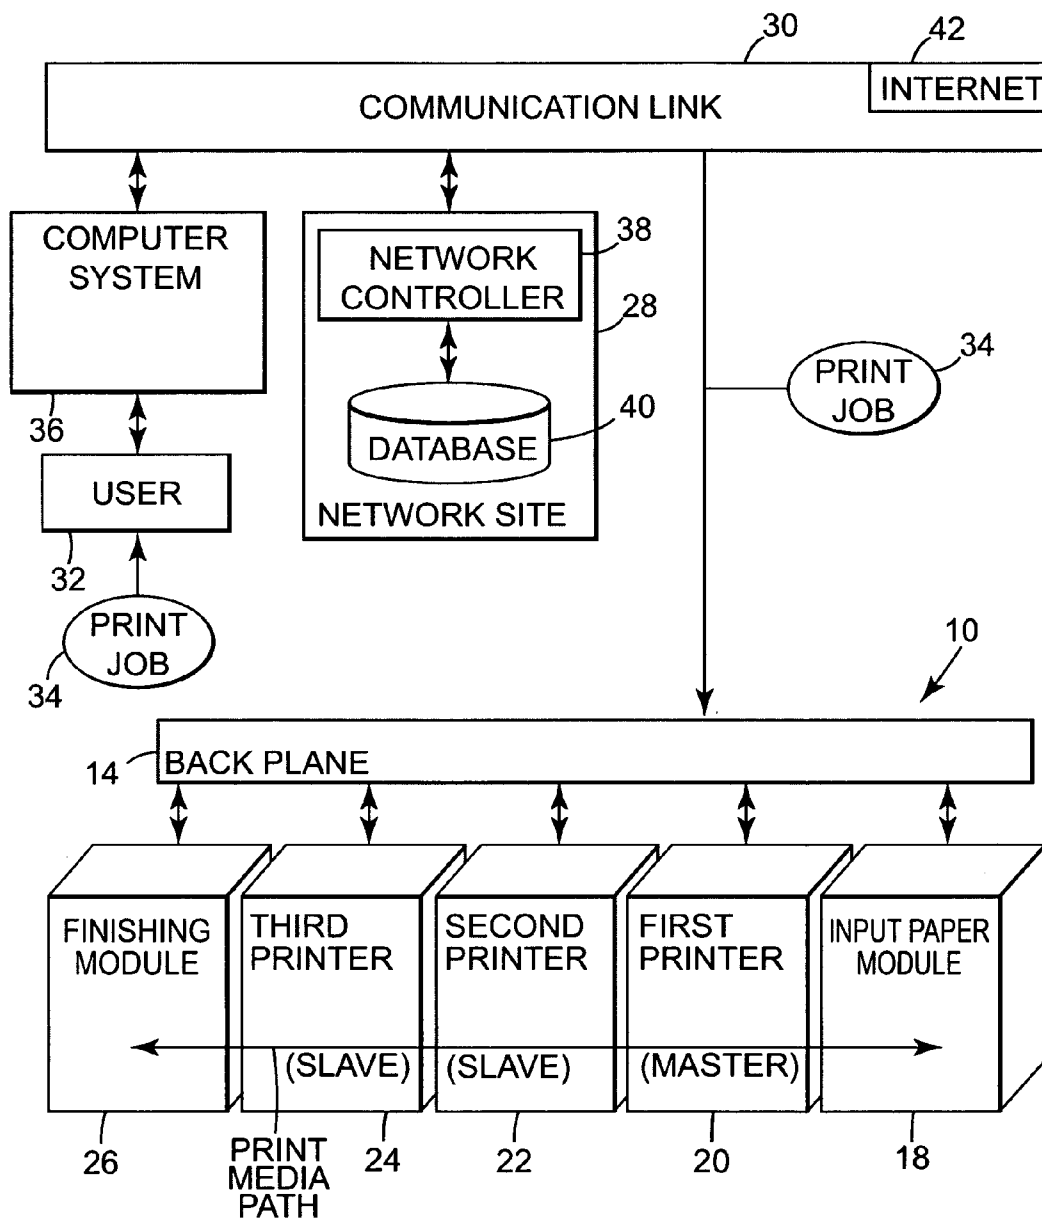 30
42
INTERNET
COMMUNICATION LINK
COMPUTER
SYSTEM
36
NETWORK
CONTROLLER
38
28
DATABASE
40
NETWORK SITE
PRINT
JOB
34
USER
32
PRINT
JOB
34
10
14
BACK PLANE
FINISHING
MODULE
THIRD
PRINTER
(SLAVE)
SECOND
PRINTER
(SLAVE)
FIRST
PRINTER
(MASTER)
INPUT PAPER
MODULE
26
PRINT
MEDIA
PATH
24
22
20
18